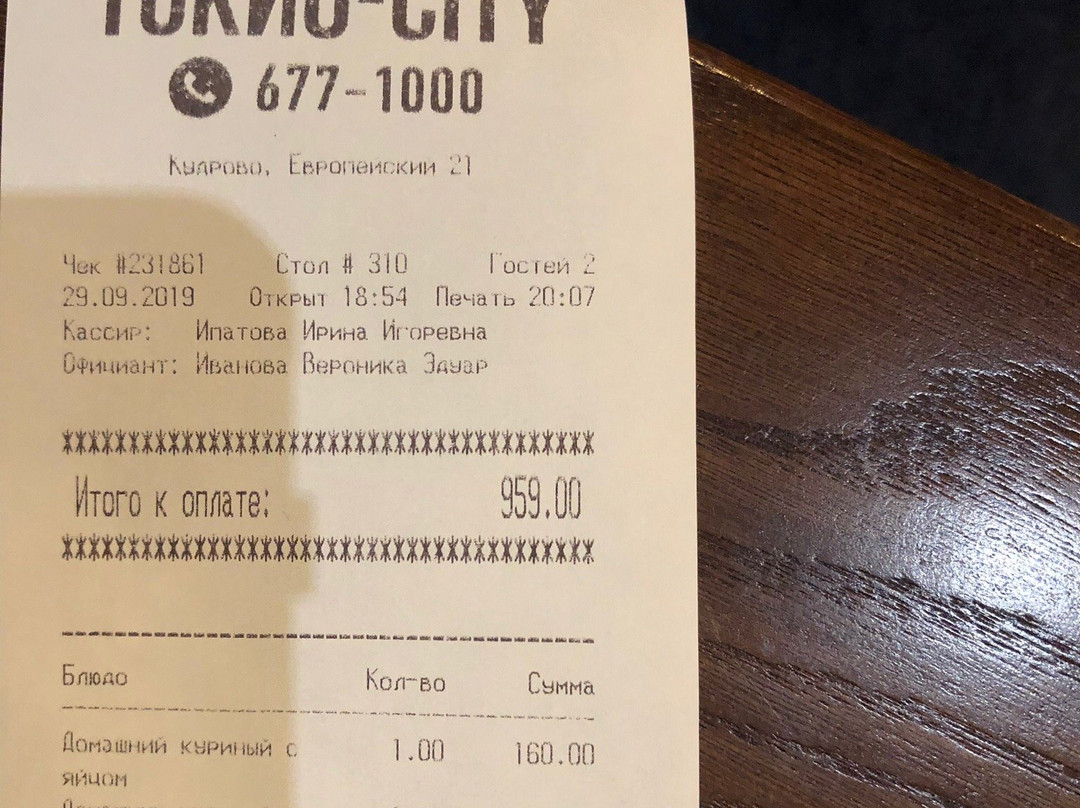 ТОКИО-CITY
677-1000
Кудрово, Европейский 21
Чек #231861 Стол # 310 Гостей 2
29.09.2019 Открыт 18:54 Печать 20:07
Кассир: Ипатова Ирина Игоревна
Официант: Иванова Вероника Эдуар
Итого к оплате: 959.00
Блюдо Кол-во Сумма
Домашний куриный с 1.00 160.00
яйцом